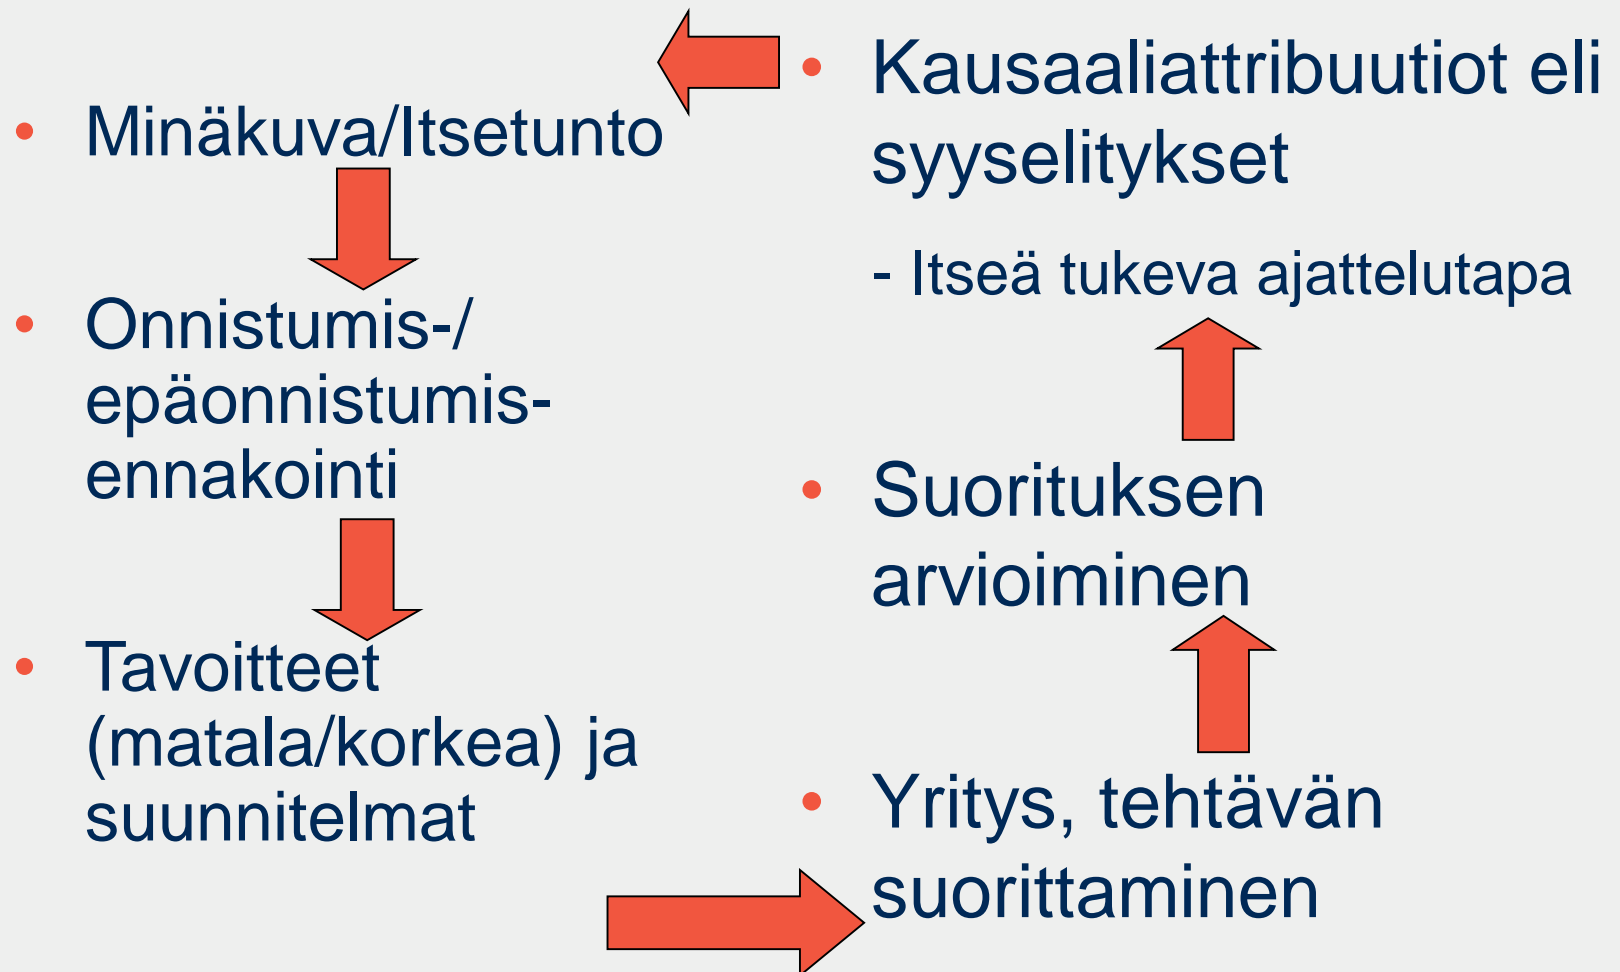 • Minäkuva/Itsetunto
• Onnistumis-/
epäonnistumis-
ennakointi
• Tavoitteet
(matala/korkea) ja
suunnitelmat
• Kausaaliattribuutiot eli
syyselitykset
- Itseä tukeva ajattelutapa
• Suorituksen
arvioiminen
• Yritys, tehtävän
suorittaminen